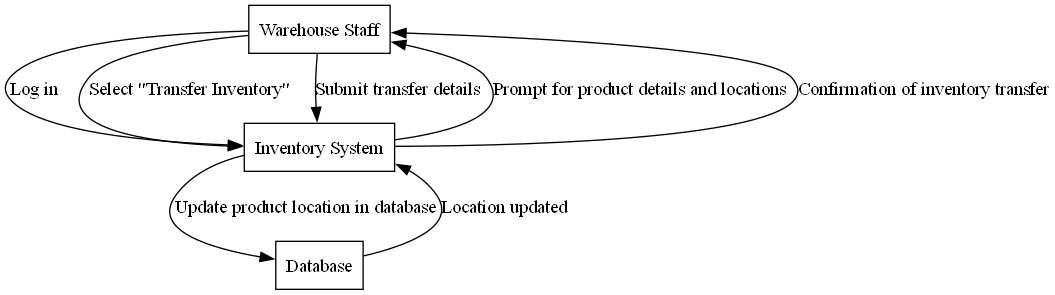 Warehouse Staff
Log in
Select "Transfer Inventory"
Submit transfer details
Prompt for product details and locations
Confirmation of inventory transfer
Inventory System
Update product location in database
Location updated
Database